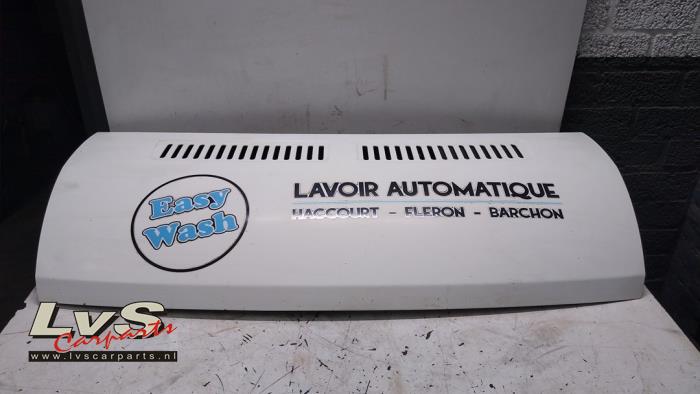 Easy
Wash
LAVOIR AUTOMATIQUE
HACCOURT - FLERON - BARCHON
LvS
Carparts
www.lvscarparts.nl